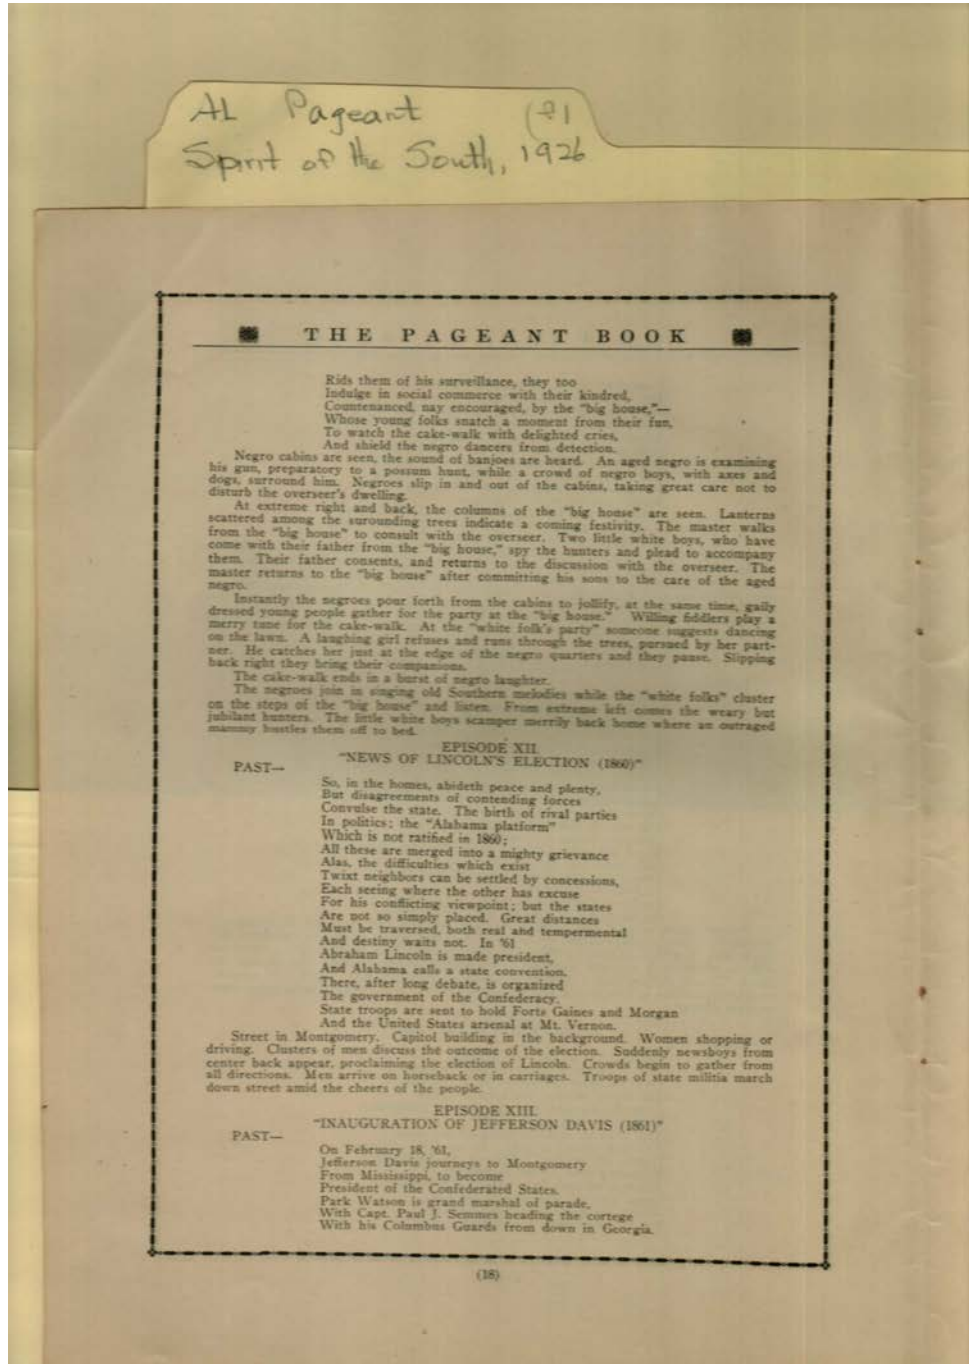 AL Pageant
Spirit of the South, 1926
THE PAGEANT BOOK
Rids them of his surveillance, they too
Indulge in social commerce with their kindred,
Countenanced, nay encouraged, by the "big house,"—
Whose young folks snatch a moment from their fun,
To watch the cake-walk with delighted cries,
And shield the negro dancers from detection.
Negro cabins are seen, the sound of banjoes are heard. An aged negro is examining
his gun, preparatory to a possum hunt, while a crowd of negro boys, with axes and
dogs, surround him. Negroes slip in and out of the cabins, taking great care not to
disturb the overseer's dwelling.
At extreme right and back, the columns of the "big house" are seen. Lanterns
scattered among the surounding trees indicate a coming festivity. The master walks
from the "big house" to consult with the overseer. Two little white boys, who have
come with their father from the "big house," spy the hunters and plead to accompany
them. Their father consents, and returns to the discussion with the overseer. The
master returns to the "big house" after committing his sons to the care of the aged
negro.
Instantly the negroes pour forth from the cabins to jollify, at the same time, gaily
dressed young people gather for the party at the "big house." Willing fiddlers play a
merry tune for the cake-walk. At the "white folk's party" someone suggests dancing
on the lawn. A laughing girl refuses and runs through the trees, pursued by her part-
ner. He catches her just at the edge of the negro quarters and they pause. Slipping
back right they bring their companions.
The cake-walk ends in a burst of negro laughter.
The negroes join in singing old Southern melodies while the "white folks" cluster
on the steps of the "big house" and listen. From extreme left comes the weary but
jubilant hunters. The little white boys scamper merrily back home where an outraged
mammy hustles them off to bed.
EPISODE XII.
"NEWS OF LINCOLN'S ELECTION (1860)"
PAST—
So, in the homes, abideth peace and plenty,
But disagreements of contending forces
Convulse the state. The birth of rival parties
In politics; the "Alabama platform"
Which is not ratified in 1860;
All these are merged into a mighty grievance
Alas, the difficulties which exist
Twixt neighbors can be settled by concessions,
Each seeing where the other has excuse
For his conflicting viewpoint; but the states
Are not so simply placed. Great distances
Must be traversed, both real and tempermental
And destiny waits not. In '61
Abraham Lincoln is made president,
And Alabama calls a state convention.
There, after long debate, is organized
The government of the Confederacy.
State troops are sent to hold Forts Gaines and Morgan
And the United States arsenal at Mt. Vernon.
Street in Montgomery. Capitol building in the background. Women shopping or
driving. Clusters of men discuss the outcome of the election. Suddenly newsboys from
center back appear, proclaiming the election of Lincoln. Crowds begin to gather from
all directions. Men arrive on horseback or in carriages. Troops of state militia march
down street amid the cheers of the people.
EPISODE XIII.
"INAUGURATION OF JEFFERSON DAVIS (1861)"
PAST—
On February 18, '61,
Jefferson Davis journeys to Montgomery
From Mississippi, to become
President of the Confederated States.
Park Watson is grand marshal of parade,
With Capt. Paul J. Semmes heading the cortege
With his Columbus Guards from down in Georgia.
(18)